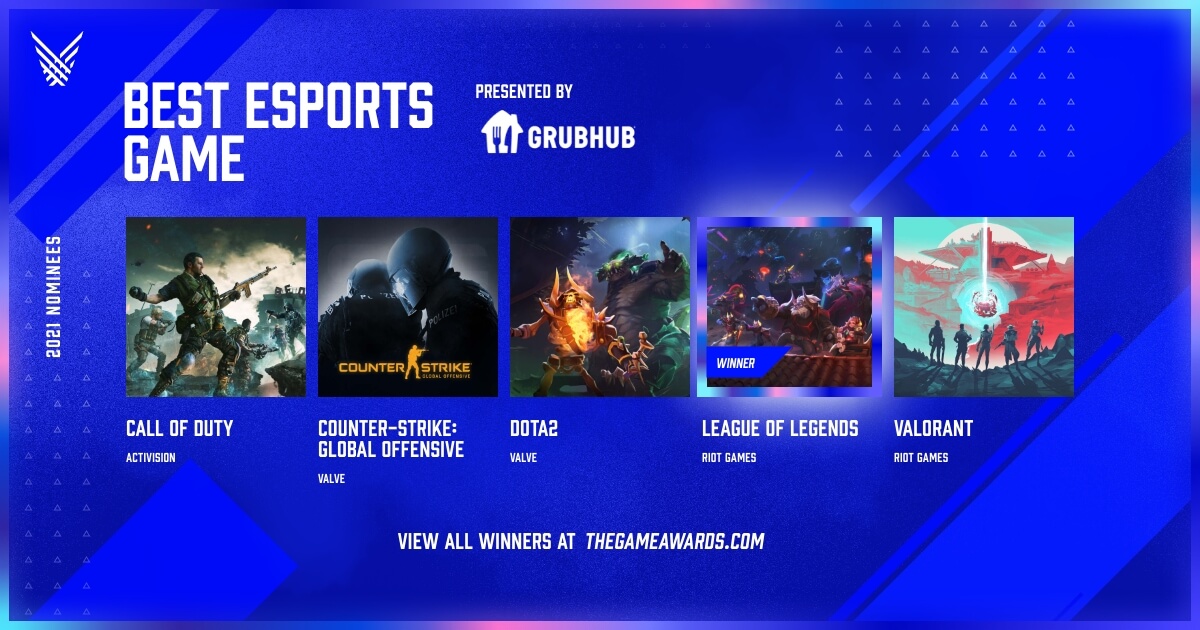 BEST ESPORTS
GAME
PRESENTED BY
GRUBHUB
2021 NOMINEES
POLIZEI
COUNTER STRIKE
GLOBAL OFFENSIVE
WINNER
CALL OF DUTY
ACTIVISION
COUNTER-STRIKE:
GLOBAL OFFENSIVE
VALVE
DOTA2
VALVE
LEAGUE OF LEGENDS
RIOT GAMES
VALORANT
RIOT GAMES
VIEW ALL WINNERS AT THEGAMEAWARDS.COM